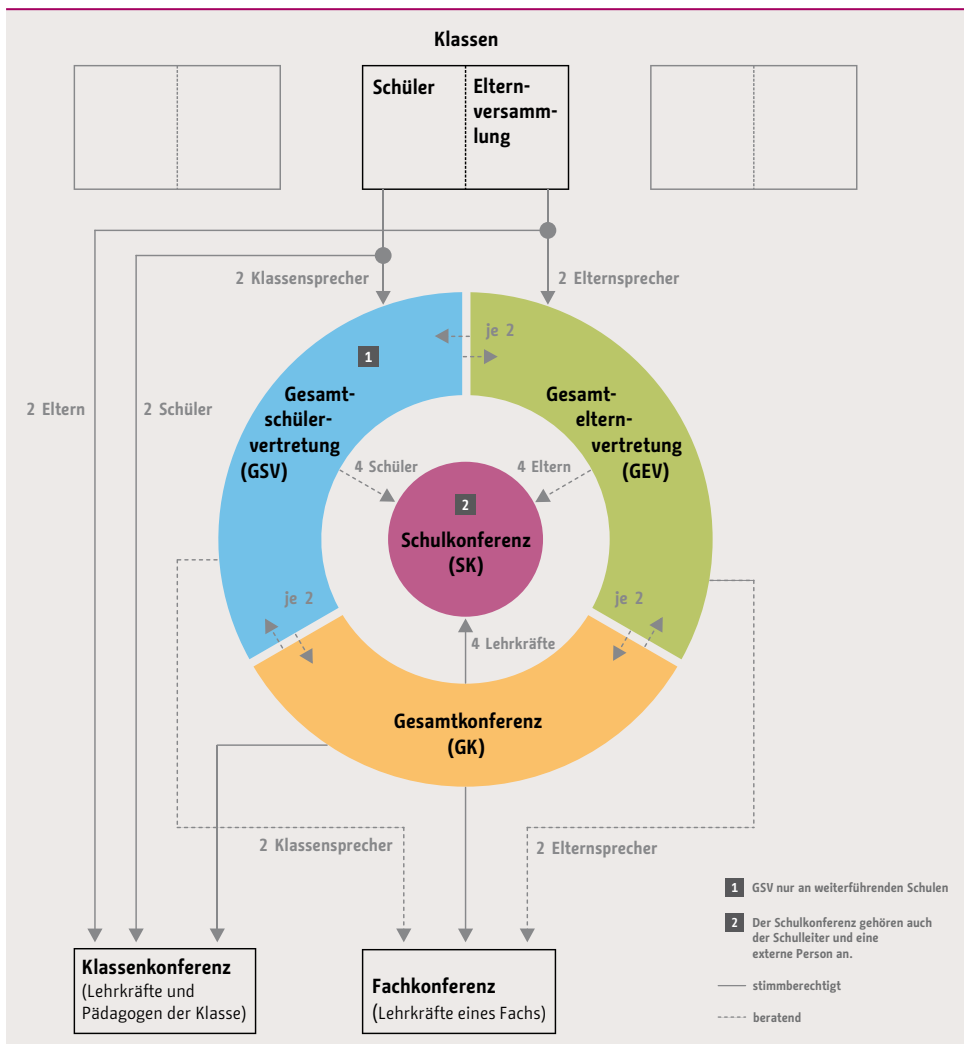 Klassen
Schüler
Eltern-
versamm-
lung
2 Klassensprecher
2 Elternsprecher
je 2
1
2 Eltern
2 Schüler
Gesamt-
schüler-
vertretung
(GSV)
Gesamt-
eltern-
vertretung
(GEV)
4 Schüler
4 Eltern
2
Schulkonferenz
(SK)
je 2
je 2
4 Lehrkräfte
Gesamtkonferenz
(GK)
2 Klassensprecher
2 Elternsprecher
1 GSV nur an weiterführenden Schulen
2 Der Schulkonferenz gehören auch
der Schulleiter und eine
externe Person an.
stimmberechtigt
beratend
Klassenkonferenz
(Lehrkräfte und
Pädagogen der Klasse)
Fachkonferenz
(Lehrkräfte eines Fachs)